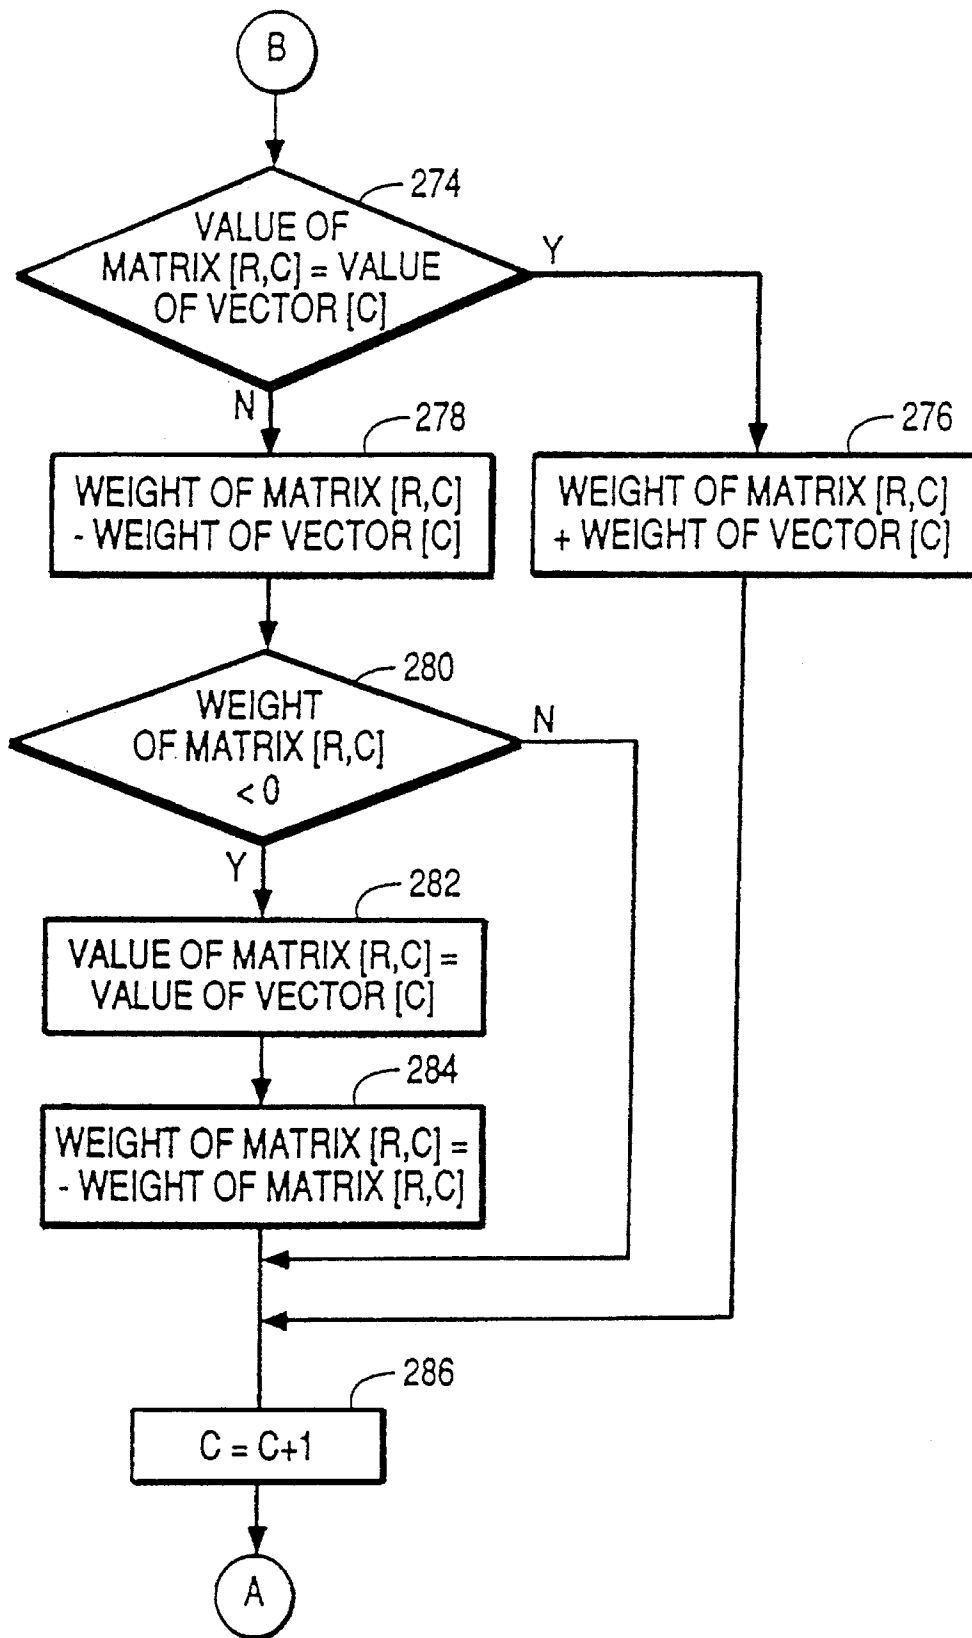 B
274
VALUE OF
MATRIX [R,C] = VALUE
OF VECTOR [C]
Y
N
278
276
WEIGHT OF MATRIX [R,C]
- WEIGHT OF VECTOR [C]
WEIGHT OF MATRIX [R,C]
+ WEIGHT OF VECTOR [C]
280
WEIGHT
OF MATRIX [R,C]
< 0
N
Y
282
VALUE OF MATRIX [R,C] =
VALUE OF VECTOR [C]
284
WEIGHT OF MATRIX [R,C] =
- WEIGHT OF MATRIX [R,C]
286
C = C+1
A